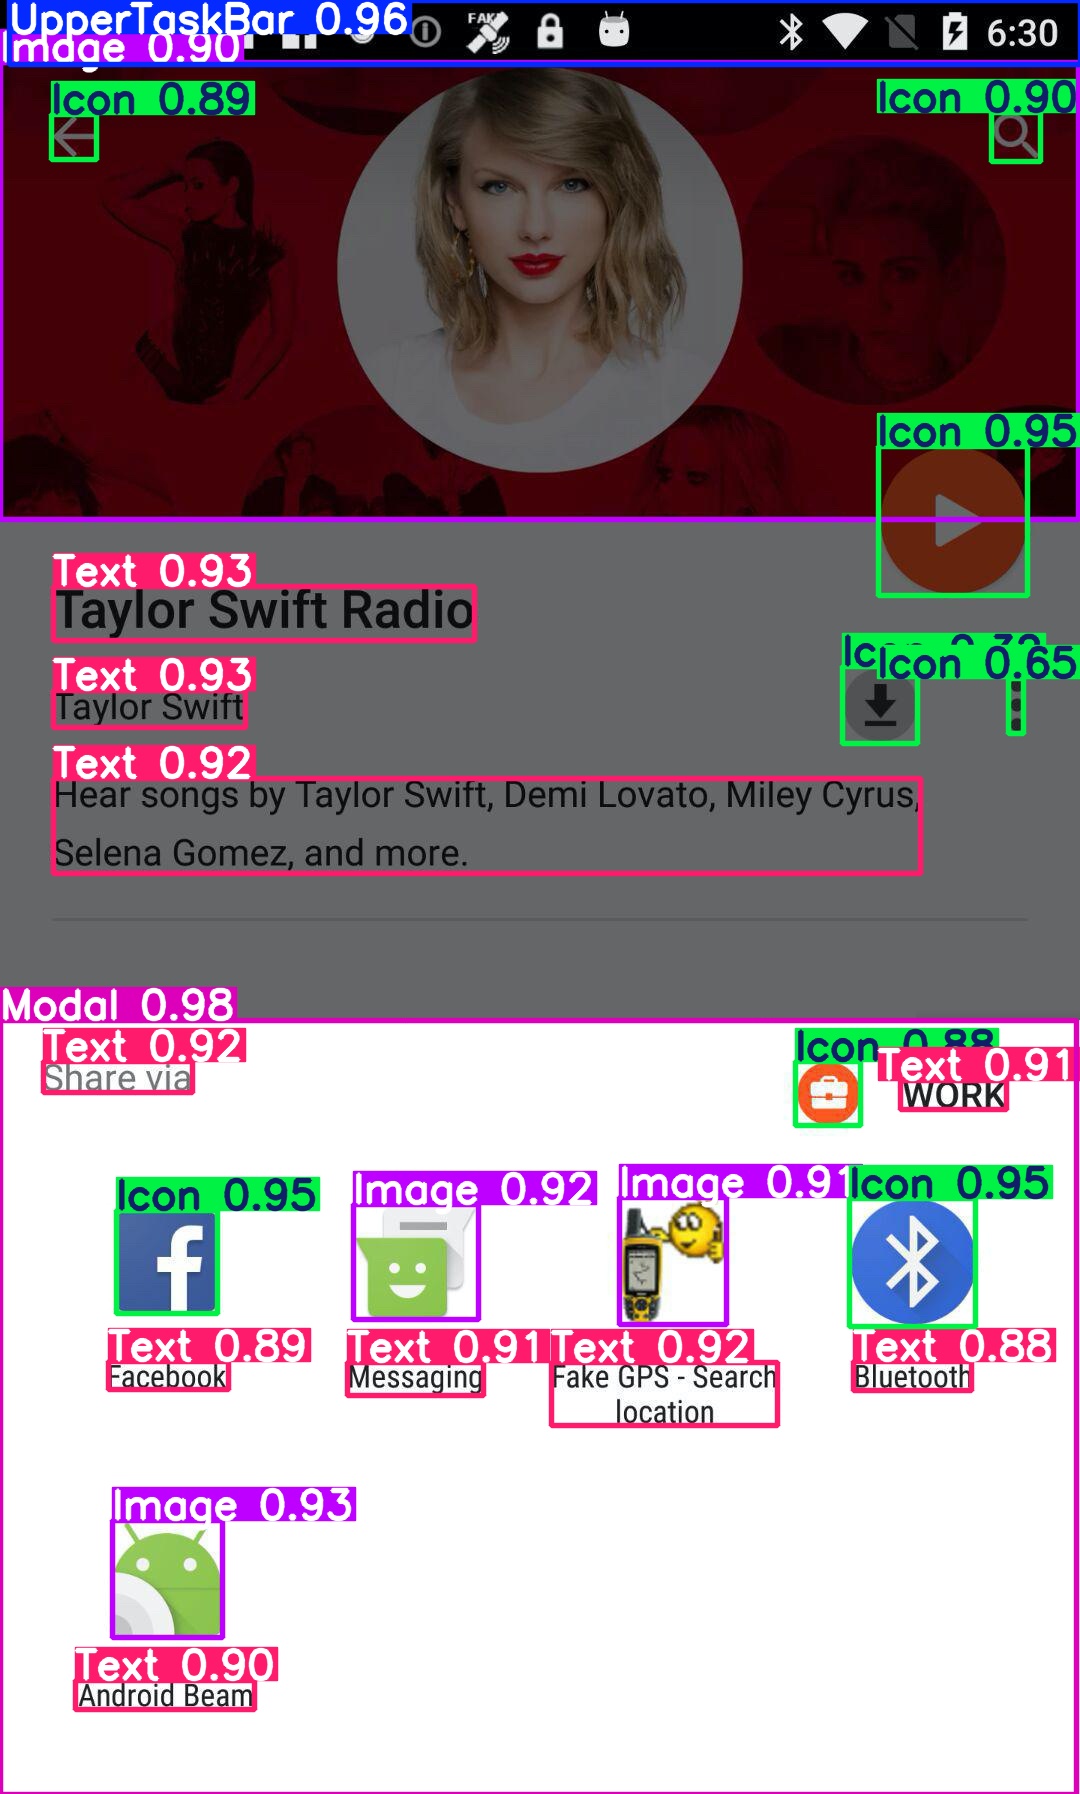 UpperTaskBar 0.96
FAKE
6:30
Image 0.90
Icon 0.89
Icon 0.90
Icon 0.95
Text 0.93
Taylor Swift Radio
Icon 0.65
Text 0.93
Taylor Swift
Text 0.92
Hear songs by Taylor Swift, Demi Lovato, Miley Cyrus,
Selena Gomez, and more.
Modal 0.98
Text 0.92
Share via
Icon 0.88
Text 0.91
WORK
Icon 0.95 Image 0.92 Image 0.91 Icon 0.95
Text 0.89 Text 0.91 Text 0.92 Text 0.88
Facebook Messaging Fake GPS - Search Bluetooth
location
Image 0.93
Text 0.90
Android Beam